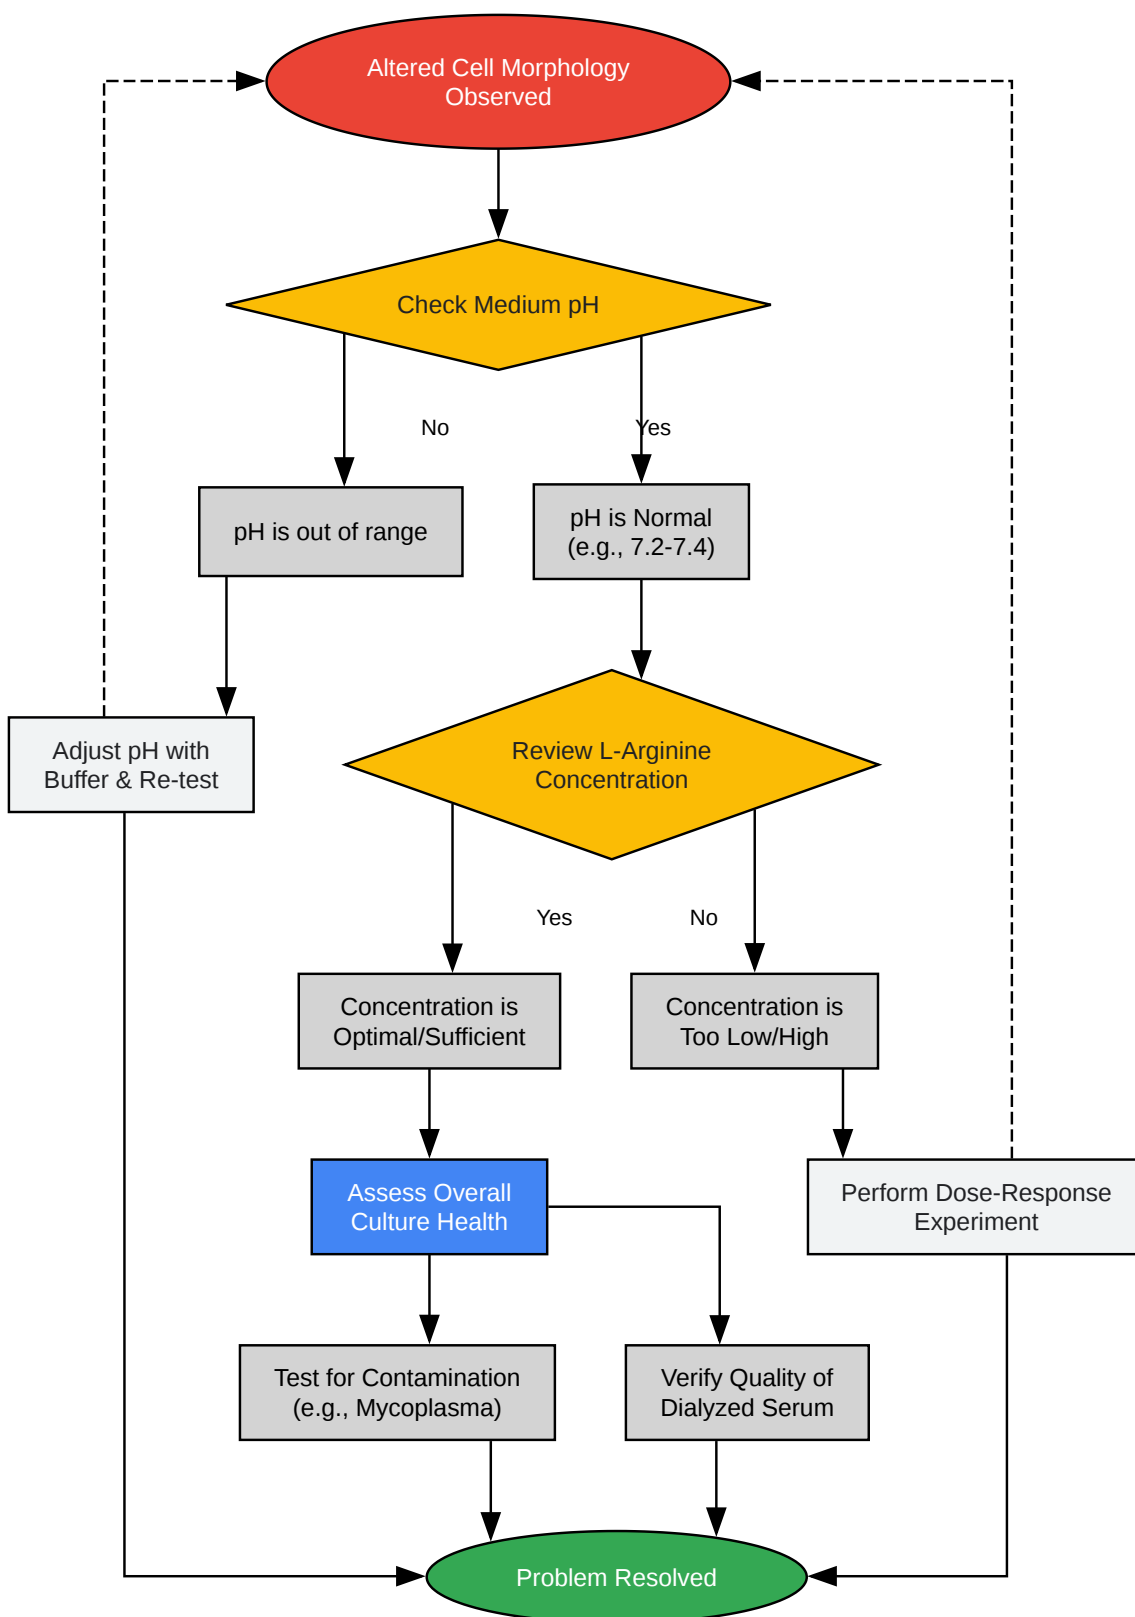 Altered Cell Morphology
Observed
Check Medium pH
No
Yes
pH is out of range
pH is Normal
(e.g., 7.2-7.4)
Adjust pH with
Buffer & Re-test
Review L-Arginine
Concentration
Yes
No
Concentration is
Optimal/Sufficient
Concentration is
Too Low/High
Assess Overall
Culture Health
Perform Dose-Response
Experiment
Test for Contamination
(e.g., Mycoplasma)
Verify Quality of
Dialyzed Serum
Problem Resolved